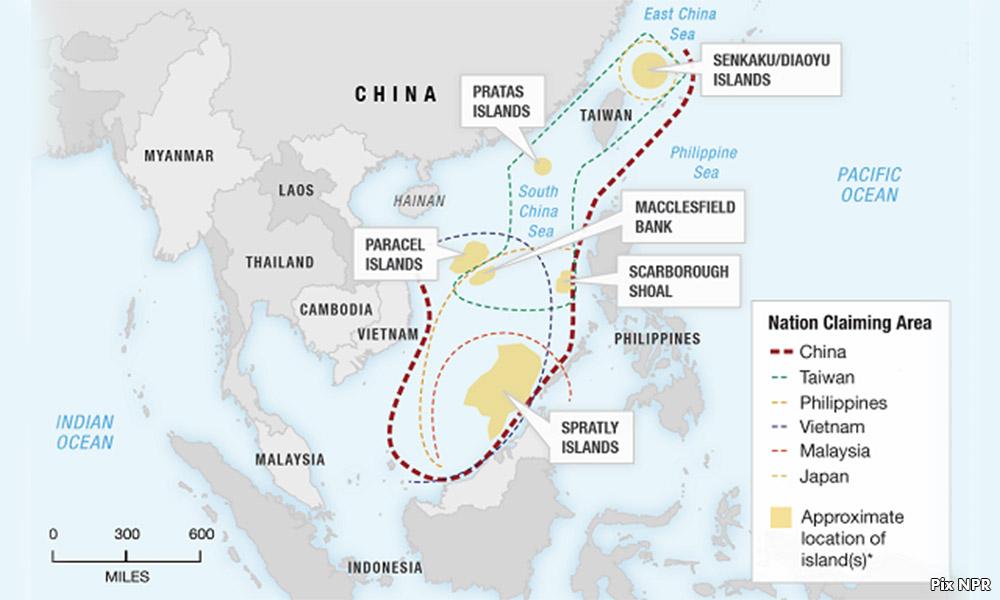 East China
Sea
SENKAKU/DIAOYU
ISLANDS
CHINA
PRATAS
ISLANDS
TAIWAN
MYANMAR
Philippine
Sea
PACIFIC
OCEAN
LAOS
HAINAN
South
China
Sea
MACCLESFIELD
BANK
PARACEL
ISLANDS
THAILAND
SCARBOROUGH
SHOAL
CAMBODIA
VIETNAM
PHILIPPINES
Nation Claiming Area
China
Taiwan
Philippines
Vietnam
Malaysia
Japan
Approximate
location of
island(s)*
INDIAN
OCEAN
SPRATLY
ISLANDS
MALAYSIA
0 300 600
MILES
INDONESIA
Pix NPR